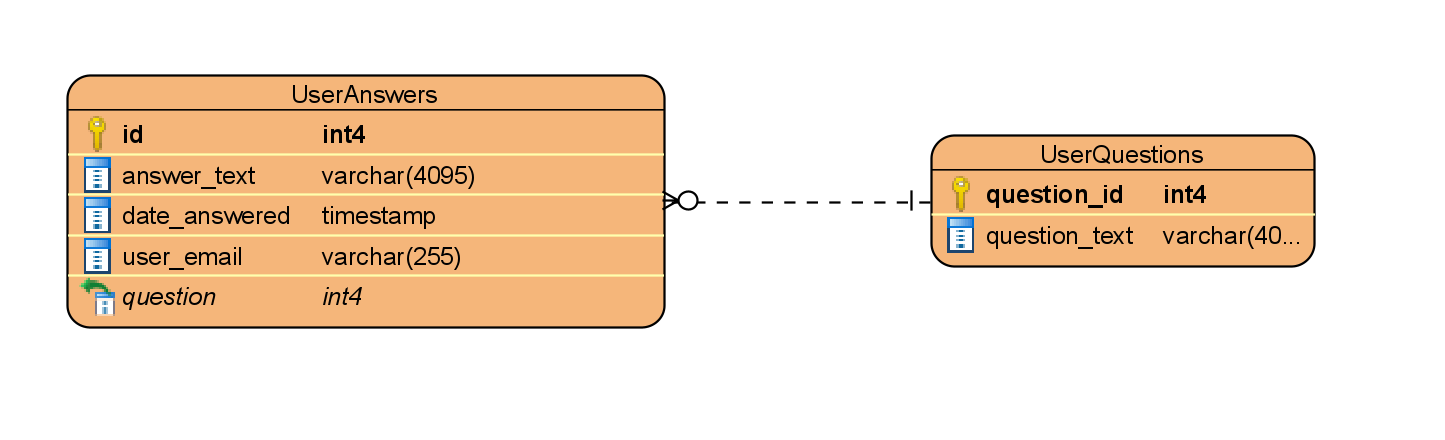 UserAnswers
id int4
answer_text varchar(4095)
date_answered timestamp
user_email varchar(255)
question int4
UserQuestions
question_id int4
question_text varchar(40...